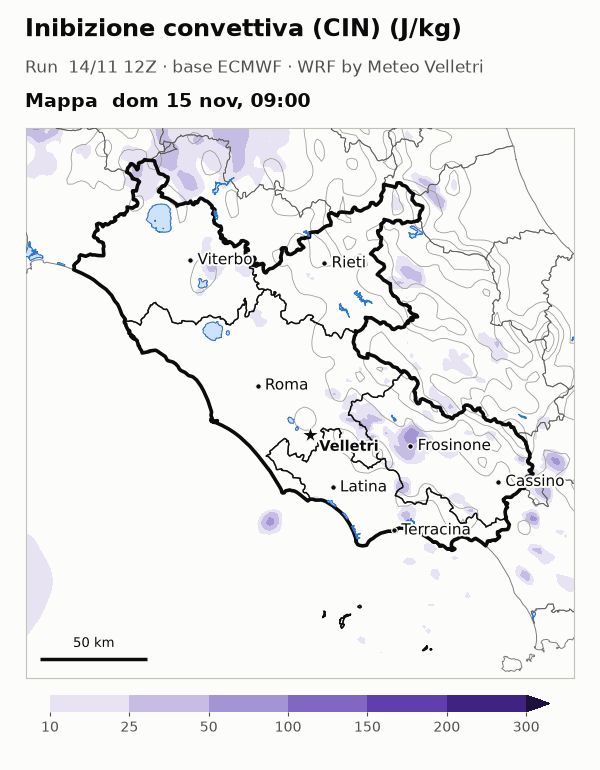 Inibizione convettiva (CIN) (J/kg)
Run  14/11 12Z · base ECMWF · WRF by Meteo Velletri
Mappa  dom 15 nov, 09:00
Viterbo
Rieti
Roma
Velletri
Frosinone
Latina
Cassino
Terracina
50 km
10 25 50 100 150 200 300